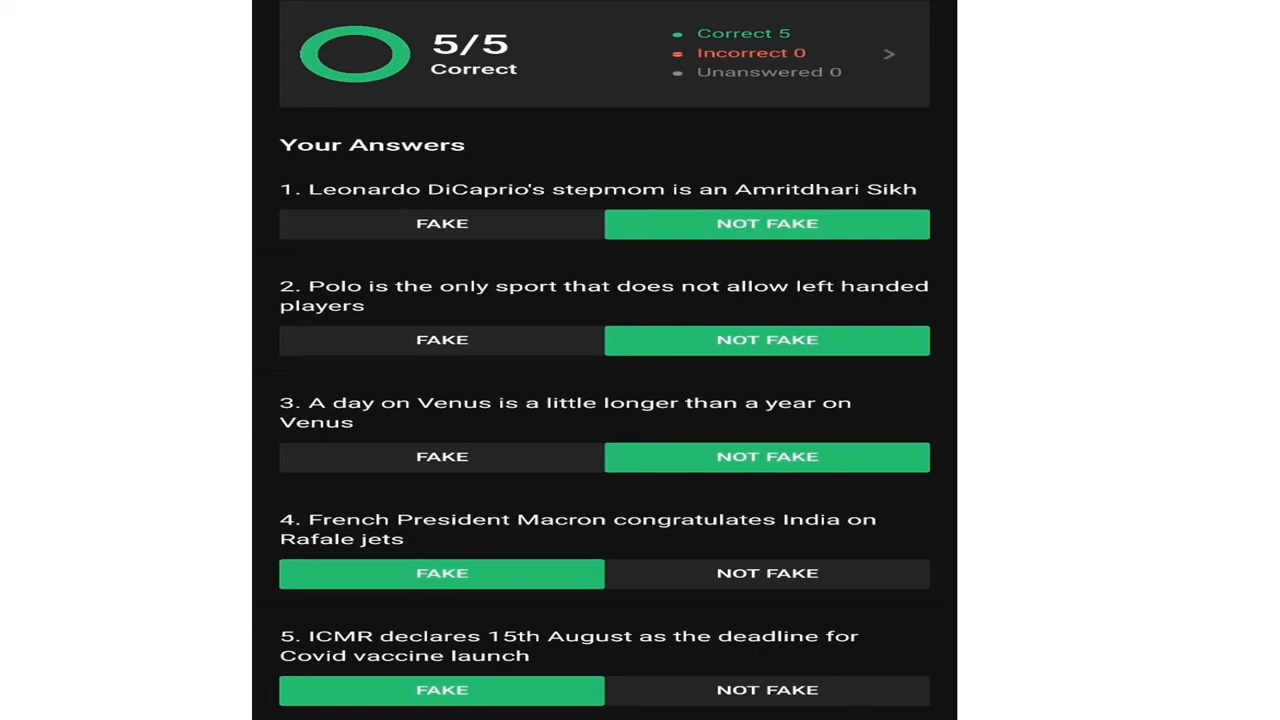 5/5
Correct
Correct 5
Incorrect 0
Unanswered 0
Your Answers
1. Leonardo DiCaprio's stepmom is an Amritdhari Sikh
FAKE NOT FAKE
2. Polo is the only sport that does not allow left handed
players
FAKE NOT FAKE
3. A day on Venus is a little longer than a year on
Venus
FAKE NOT FAKE
4. French President Macron congratulates India on
Rafale jets
FAKE NOT FAKE
5. ICMR declares 15th August as the deadline for
Covid vaccine launch
FAKE NOT FAKE